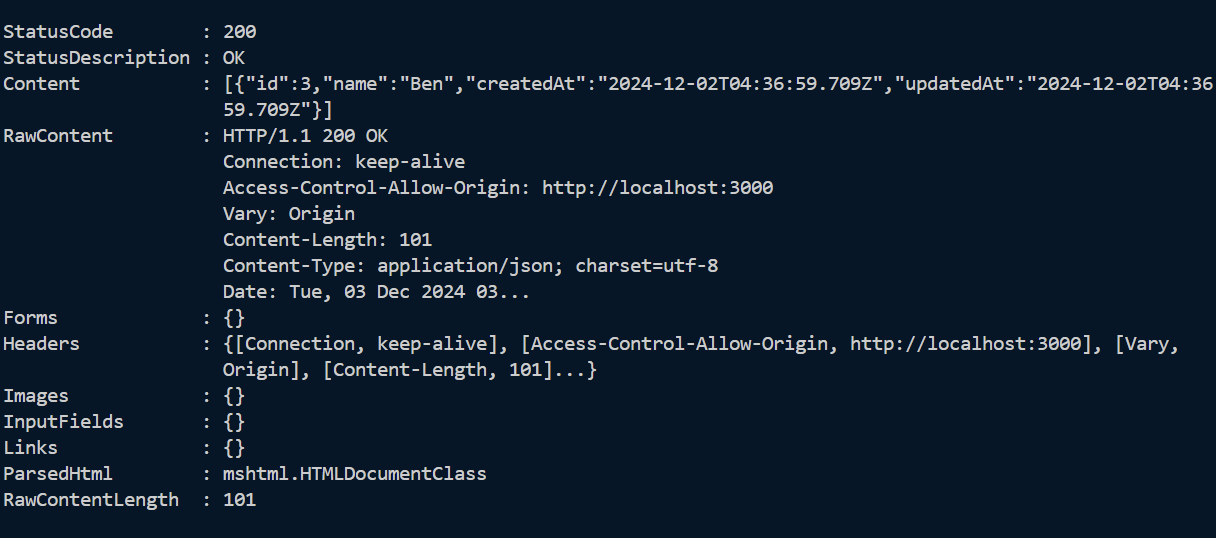 StatusCode        : 200
StatusDescription : OK
Content           : [{"id":3,"name":"Ben","createdAt":"2024-12-02T04:36:59.709Z","updatedAt":"2024-12-02T04:36
                    59.709Z"}]
RawContent        : HTTP/1.1 200 OK
                    Connection: keep-alive
                    Access-Control-Allow-Origin: http://localhost:3000
                    Vary: Origin
                    Content-Length: 101
                    Content-Type: application/json; charset=utf-8
                    Date: Tue, 03 Dec 2024 03...
Forms             : {}
Headers           : {[Connection, keep-alive], [Access-Control-Allow-Origin, http://localhost:3000], [Vary,
                    Origin], [Content-Length, 101]...}
Images            : {}
InputFields       : {}
Links             : {}
ParsedHtml        : mshtml.HTMLDocumentClass
RawContentLength  : 101